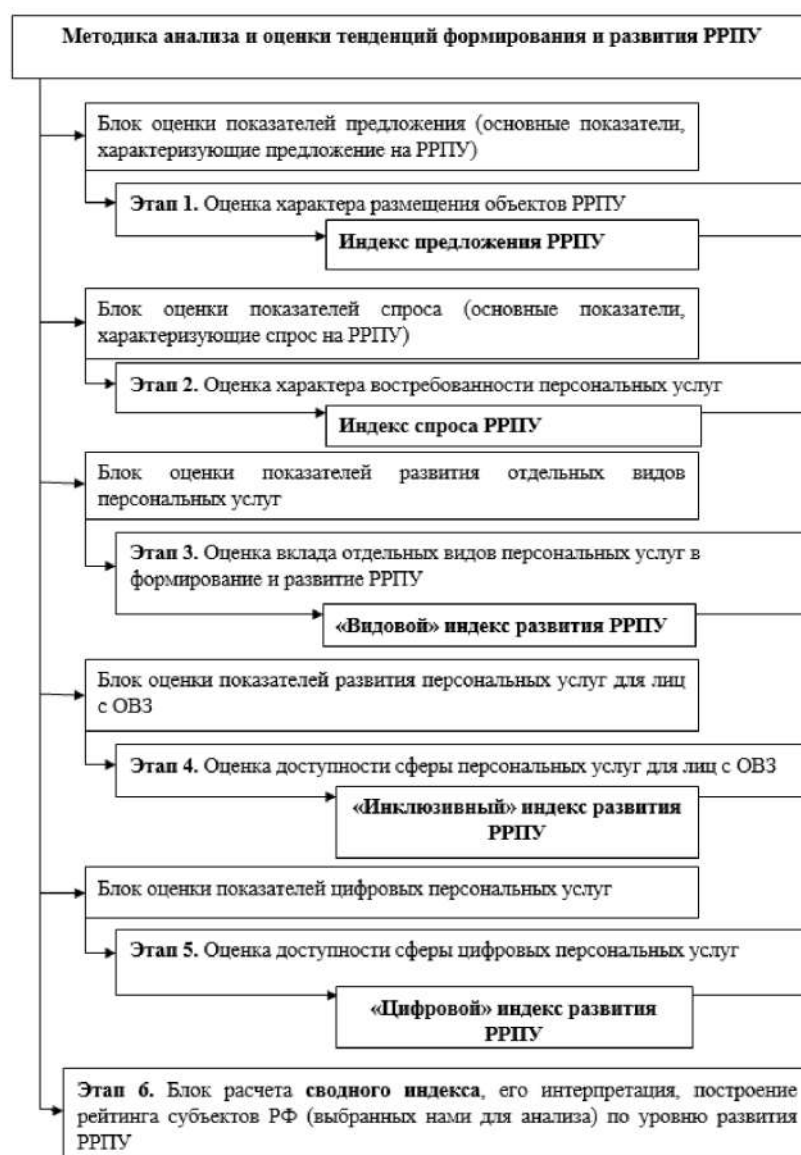 Методика анализа и оценки тенденций формирования и развития РРПУ
Блок оценки показателей предложения (основные показатели,
характеризующие предложение на РРПУ)
Этап 1. Оценка характера размещения объектов РРПУ
Индекс предложения РРПУ
Блок оценки показателей спроса (основные показатели,
характеризующие спрос на РРПУ)
Этап 2. Оценка характера востребованности персональных услуг
Индекс спроса РРПУ
Блок оценки показателей развития отдельных видов
персональных услуг
Этап 3. Оценка вклада отдельных видов персональных услуг в
формирование и развитие РРПУ
«Видовой» индекс развития РРПУ
Блок оценки показателей развития персональных услуг для лиц
с ОВЗ
Этап 4. Оценка доступности сферы персональных услуг для лиц с ОВЗ
«Инклюзивный» индекс развития
РРПУ
Блок оценки показателей цифровых персональных услуг
Этап 5. Оценка доступности сферы цифровых персональных услуг
«Цифровой» индекс развития
РРПУ
Этап 6. Блок расчета сводного индекса, его интерпретация, построение
рейтинга субъектов РФ (выбранных нами для анализа) по уровню развития
РРПУ